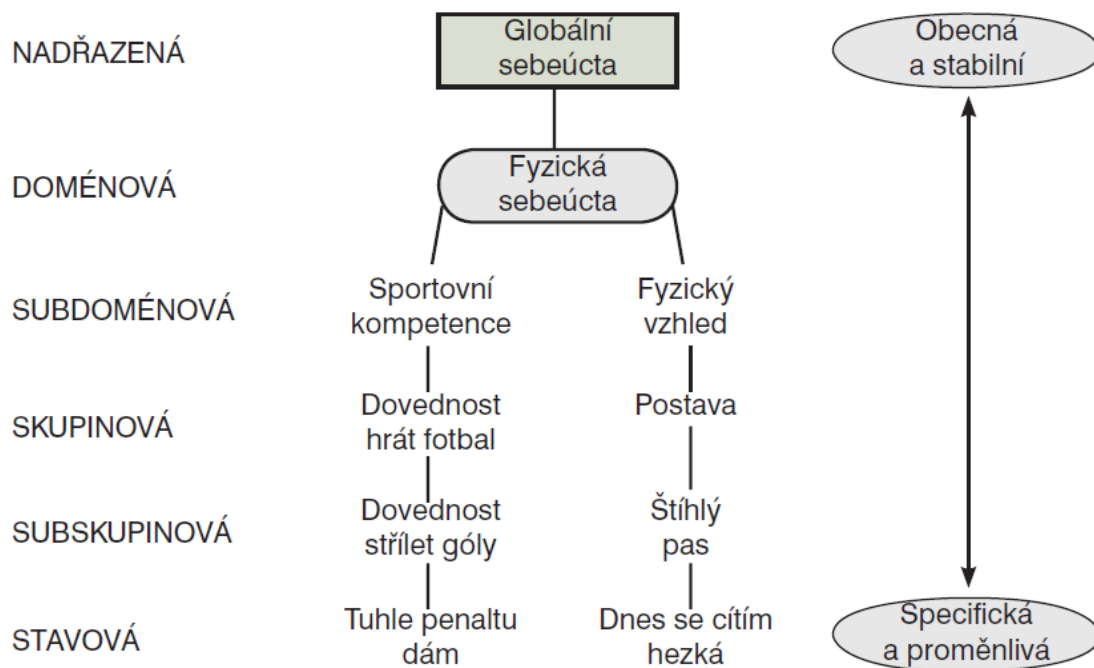 NADŘAZENÁ
Globální
sebeúcta
Obecná
a stabilní
DOMÉNOVÁ
Fyzická
sebeúcta
SUBDOMÉNOVÁ
Sportovní
kompetence
Fyzický
vzhled
SKUPINOVÁ
Dovednost
hrát fotbal
Postava
SUBSKUPINOVÁ
Dovednost
střílet góly
Štíhlý
pas
STAVOVÁ
Tuhle penaltu
dám
Dnes se cítím
hezká
Specifická
a proměnlivá